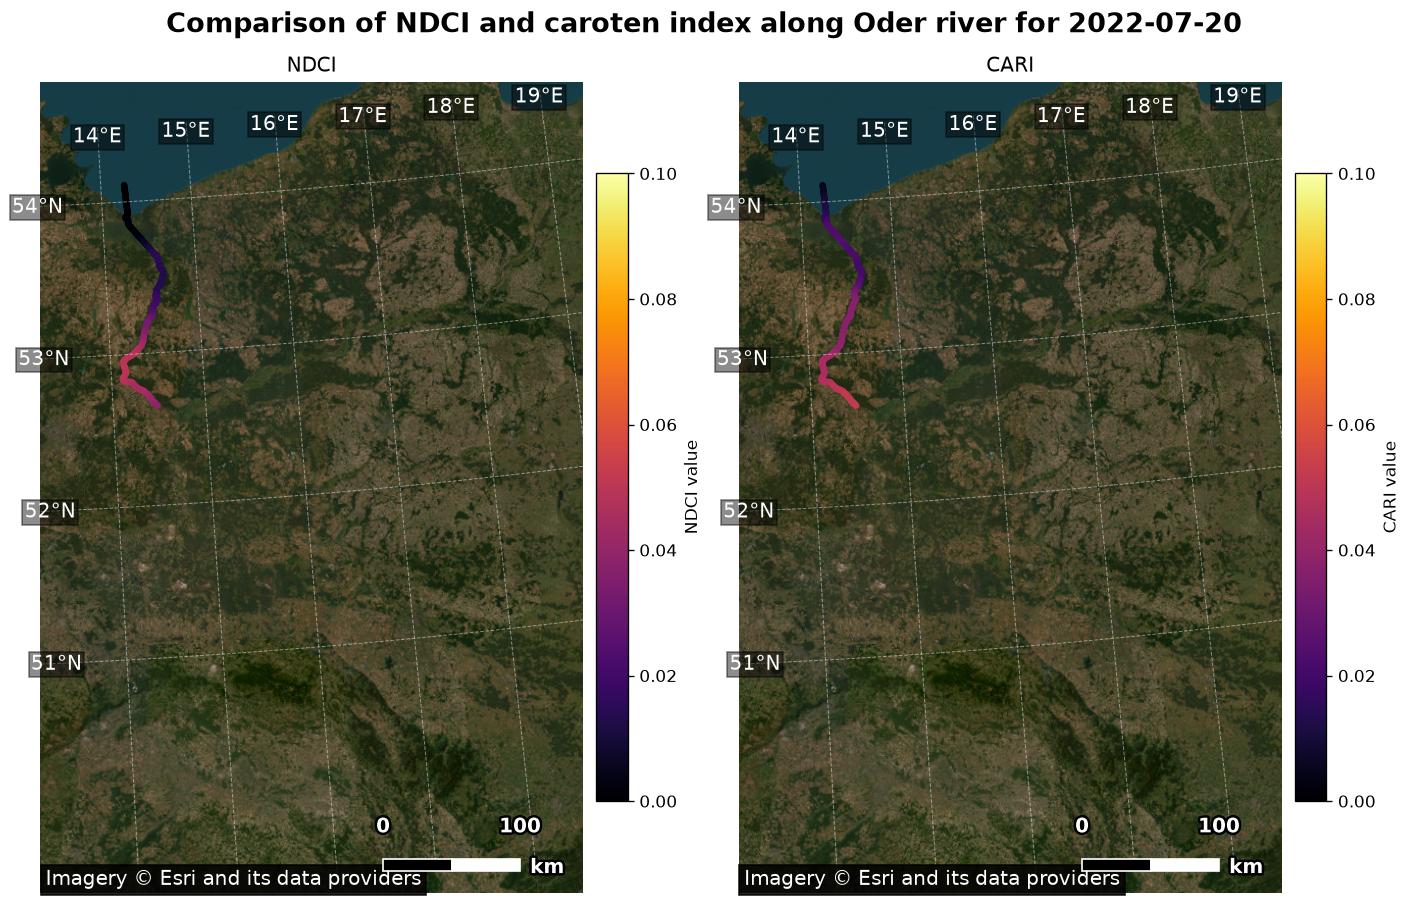 Comparison of NDCI and caroten index along Oder river for 2022-07-20
NDCI
14°E
15°E
16°E
17°E
18°E
19°E
54°N
53°N
52°N
51°N
0.10
0.08
0.06
0.04
0.02
0.00
NDCI value
0
100
km
Imagery © Esri and its data providers
CARI
14°E
15°E
16°E
17°E
18°E
19°E
54°N
53°N
52°N
51°N
0.10
0.08
0.06
0.04
0.02
0.00
CARI value
0
100
km
Imagery © Esri and its data providers